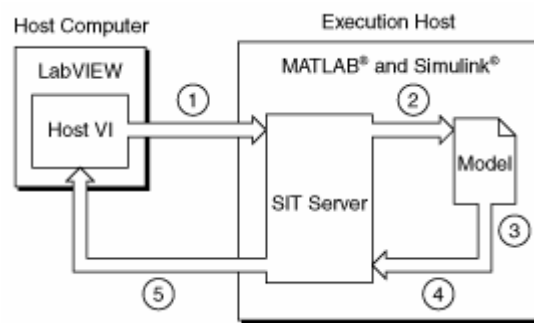 Host Computer
Execution Host
LabVIEW
MATLAB® and Simulink®
Host VI
1
2
Model
SIT Server
3
5
4